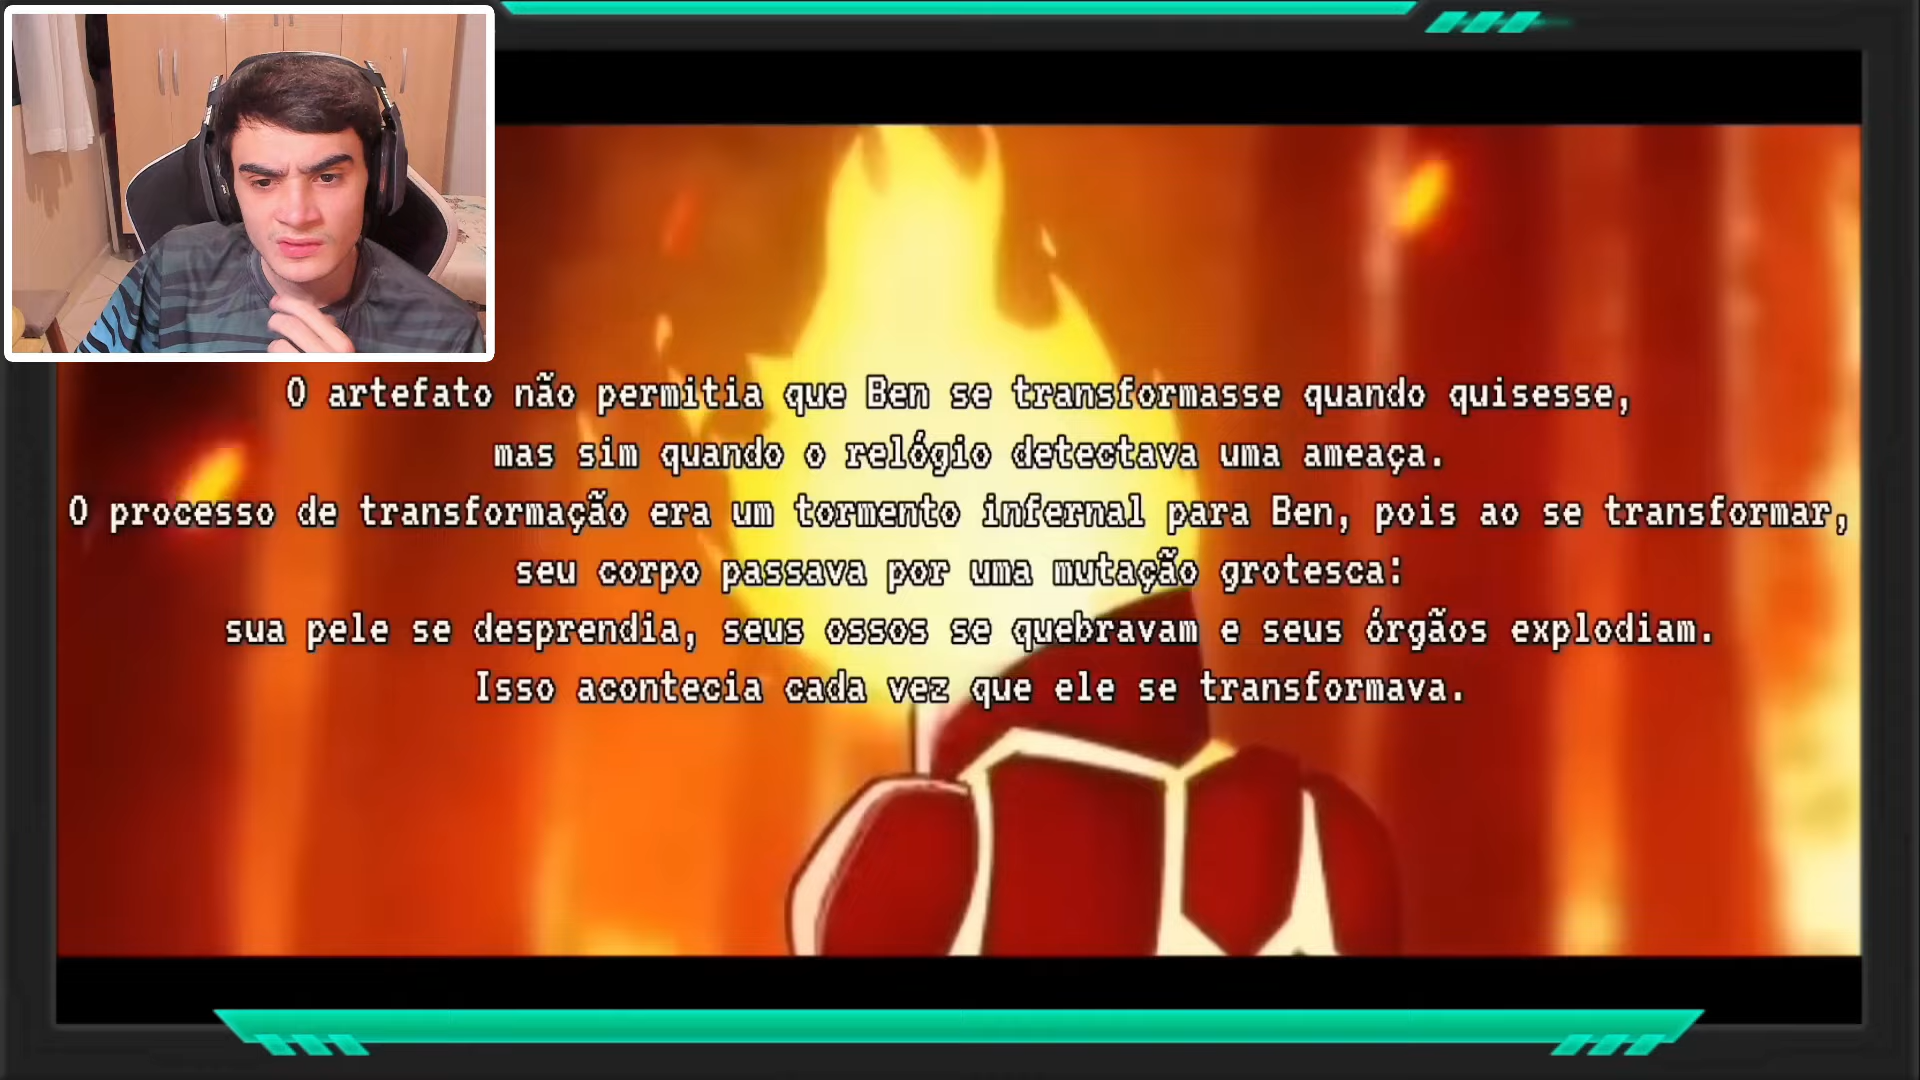 O artefato não permitia que Ben se transformasse quando quisesse,
mas sim quando o relógio detectava uma ameaça.
O processo de transformação era um tormento infernal para Ben, pois ao se transformar,
seu corpo passava por uma mutação grotesca:
sua pele se desprendia, seus ossos se quebravam e seus órgãos explodiam.
Isso acontecia cada vez que ele se transformava.